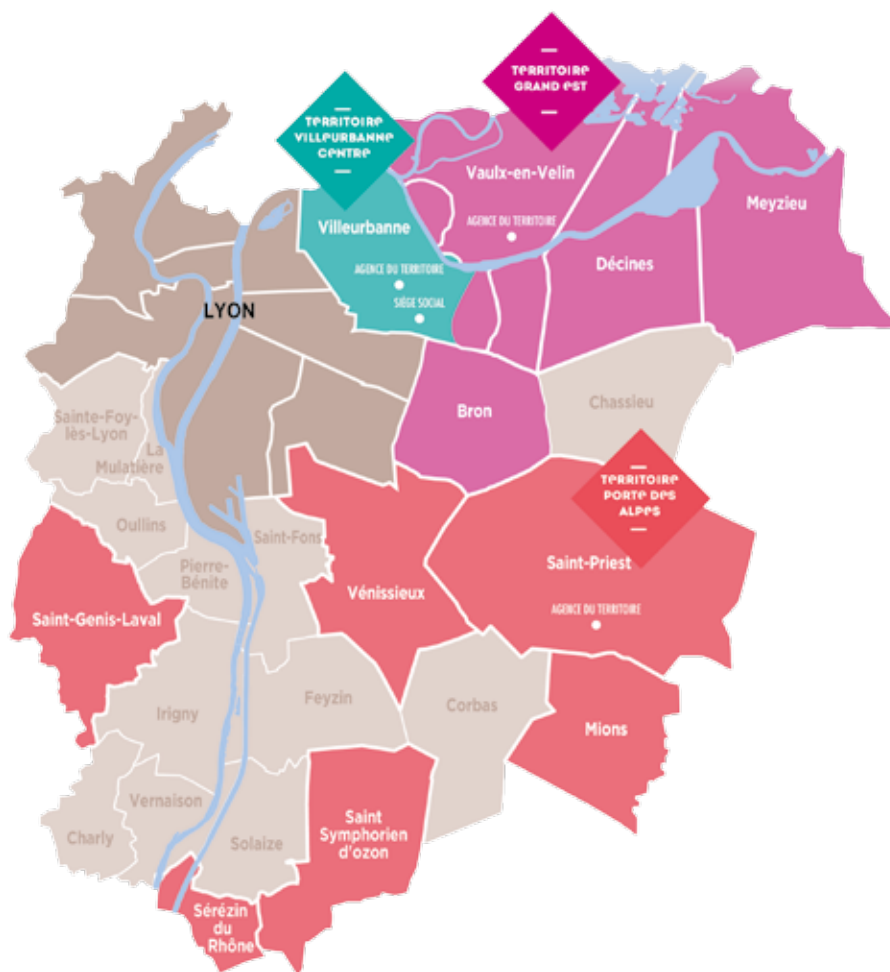 TERRITOIRE
GRAND EST
TERRITOIRE
VILLEURBANNE
CENTRE
Vaulx-en-Velin
Meyzieu
Villeurbanne
AGENCE DU TERRITOIRE
Décines
AGENCE DU TERRITOIRE
SIÈGE SOCIAL
LYON
Bron
Chassieu
Sainte-Foy-
lès-Lyon
La
Mulatière
TERRITOIRE
PORTE DES
ALPES
Oullins
Saint-Fons
Pierre-
Bénite
Saint-Priest
Vénissieux
Saint-Genis-Laval
AGENCE DU TERRITOIRE
Feyzin
Irigny
Corbas
Mions
Vernaison
Charly
Solaize
Saint
Symphorien
d'ozon
Sérézin
du
Rhône